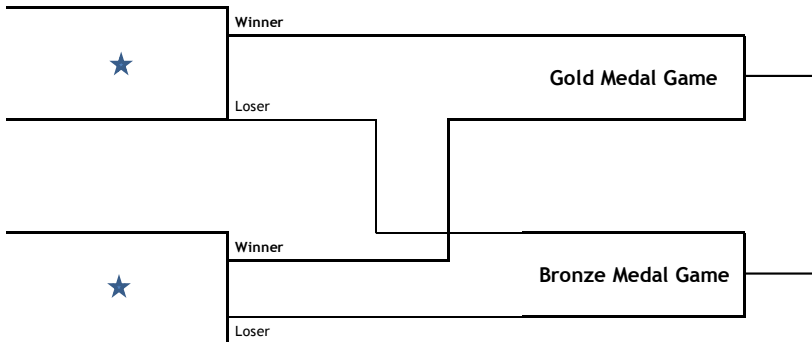 Winner
Gold Medal Game
Loser
Winner
Bronze Medal Game
Loser